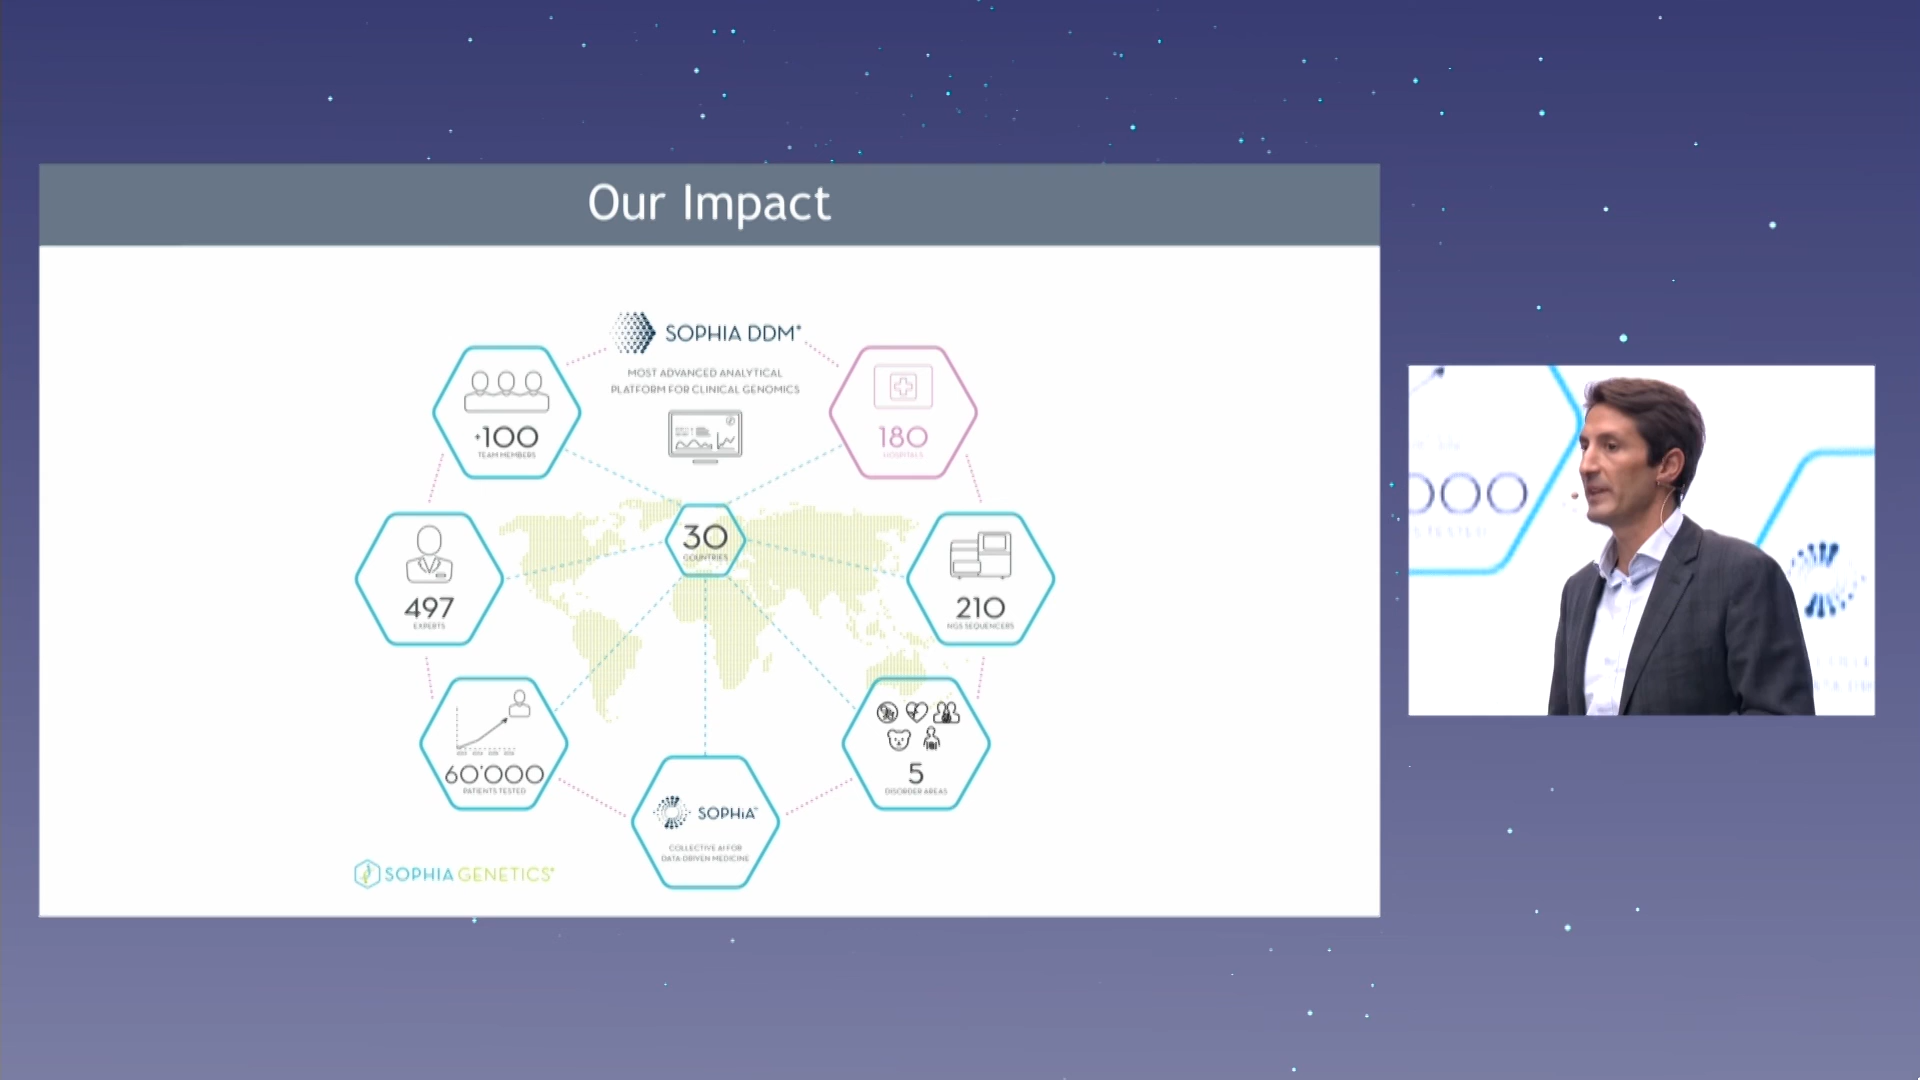 Our Impact
SOPHIA DDM®
MOST ADVANCED ANALYTICAL
PLATFORM FOR CLINICAL GENOMICS
+100
TEAM MEMBERS
180
HOSPITALS
30
COUNTRIES
497
EXPERTS
210
NGS SEQUENCERS
60'000
PATIENTS TESTED
5
DISORDER AREAS
SOPHiA™
COLLECTIVE AI FOR
DATA-DRIVEN MEDICINE
SOPHIA GENETICS®
000